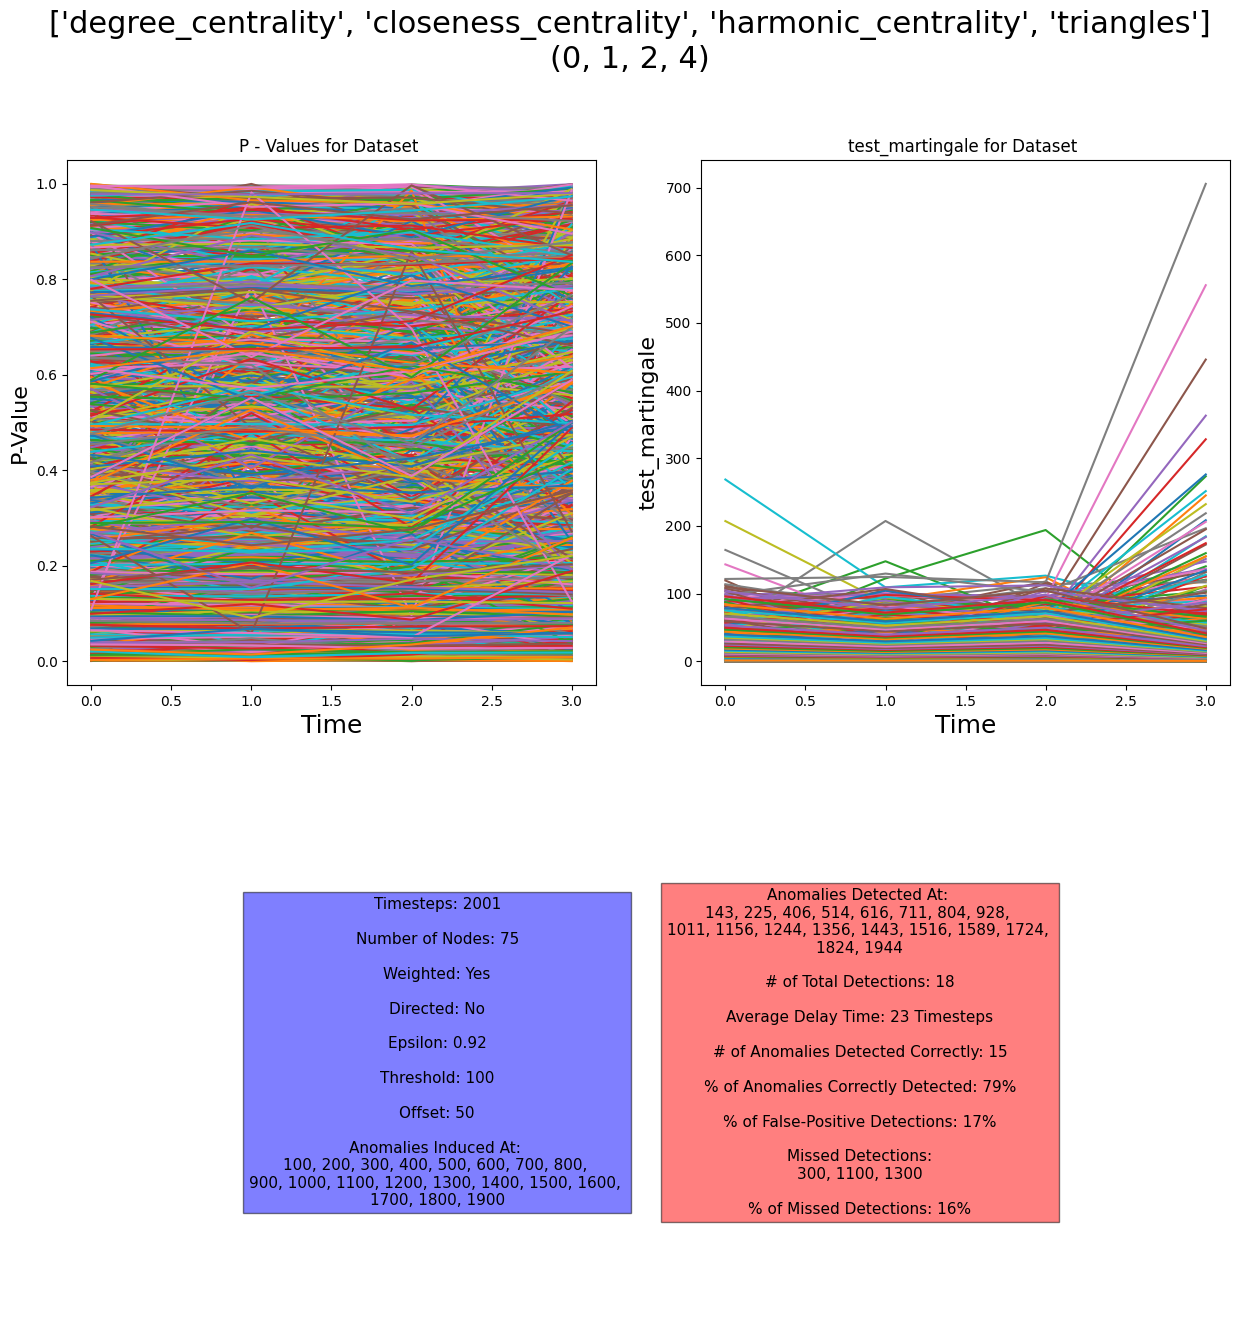 ['degree_centrality', 'closeness_centrality', 'harmonic_centrality', 'triangles']
(0, 1, 2, 4)
P - Values for Dataset
1.0
0.8
0.6
0.4
0.2
0.0
P-Value
0.0 0.5 1.0 1.5 2.0 2.5 3.0
Time
test_martingale for Dataset
700
600
500
400
300
200
100
0
test_martingale
0.0 0.5 1.0 1.5 2.0 2.5 3.0
Time
Timesteps: 2001
Number of Nodes: 75
Weighted: Yes
Directed: No
Epsilon: 0.92
Threshold: 100
Offset: 50
Anomalies Induced At:
100, 200, 300, 400, 500, 600, 700, 800,
900, 1000, 1100, 1200, 1300, 1400, 1500, 1600,
1700, 1800, 1900
Anomalies Detected At:
143, 225, 406, 514, 616, 711, 804, 928,
1011, 1156, 1244, 1356, 1443, 1516, 1589, 1724,
1824, 1944
# of Total Detections: 18
Average Delay Time: 23 Timesteps
# of Anomalies Detected Correctly: 15
% of Anomalies Correctly Detected: 79%
% of False-Positive Detections: 17%
Missed Detections:
300, 1100, 1300
% of Missed Detections: 16%